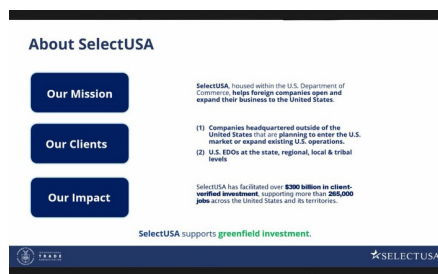 About SelectUSA
Our Mission
SelectUSA, housed within the U.S. Department of
Commerce, helps foreign companies open and
expand their business to the United States.
Our Clients
(1) Companies headquartered outside of the
United States that are planning to enter the U.S.
market or expand existing U.S. operations.
(2) U.S. EDOs at the state, regional, local & tribal
levels
Our Impact
SelectUSA has facilitated over $390 billion in client-
verified investment, supporting more than 265,000
jobs across the United States and its territories.
SelectUSA supports greenfield investment.
TRADE
SELECTUSA